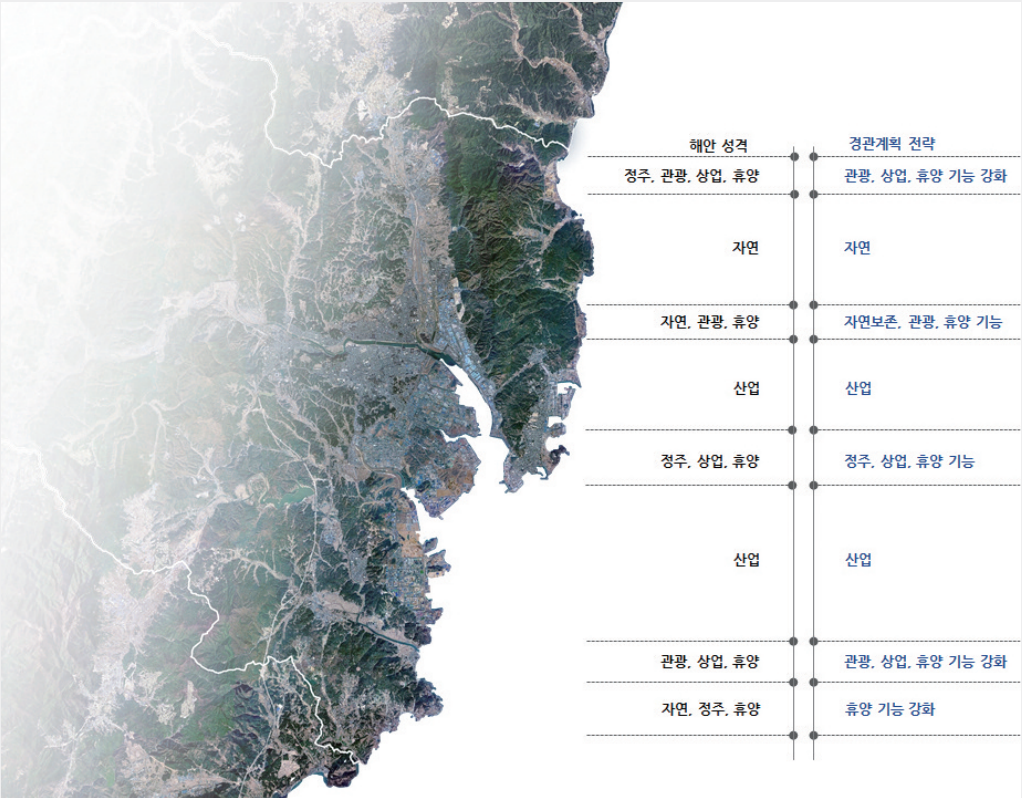 해안 성격 경관계획 전략
정주, 관광, 상업, 휴양 관광, 상업, 휴양 기능 강화
자연 자연
자연, 관광, 휴양 자연보존, 관광, 휴양 기능
산업 산업
정주, 상업, 휴양 정주, 상업, 휴양 기능
산업 산업
관광, 상업, 휴양 관광, 상업, 휴양 기능 강화
자연, 정주, 휴양 휴양 기능 강화